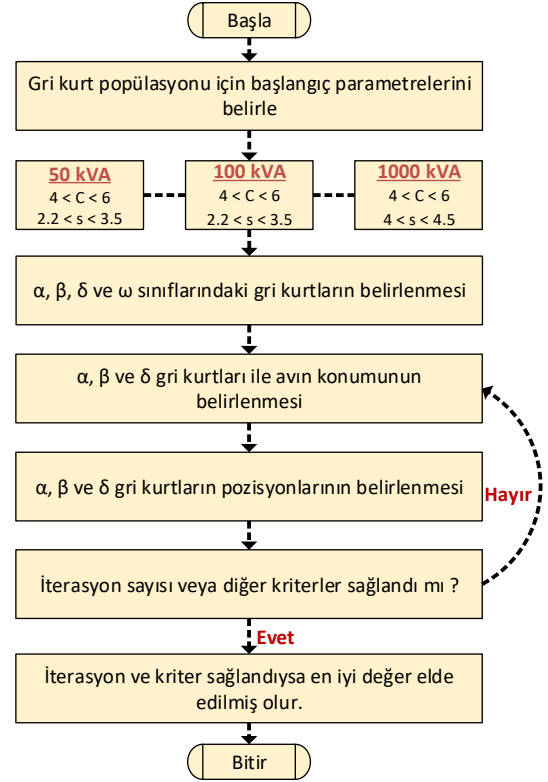 Başla
Gri kurt popülasyonu için başlangıç parametrelerini
belirle
50 kVA
4 < C < 6
2.2 < s < 3.5
100 kVA
4 < C < 6
2.2 < s < 3.5
1000 kVA
4 < C < 6
4 < s < 4.5
α, β, δ ve ω sınıflarındaki gri kurtların belirlenmesi
α, β ve δ gri kurtları ile avın konumunun
belirlenmesi
α, β ve δ gri kurtların pozisyonlarının belirlenmesi
Hayır
İterasyon sayısı veya diğer kriterler sağlandı mı ?
Evet
İterasyon ve kriter sağlandıysa en iyi değer elde
edilmiş olur.
Bitir